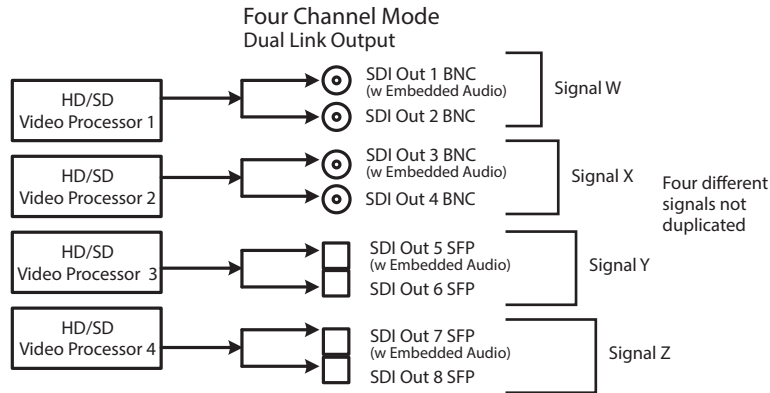 Four Channel Mode
Dual Link Output
HD/SD
Video Processor 1
SDI Out 1 BNC
(w Embedded Audio)
SDI Out 2 BNC
Signal W
HD/SD
Video Processor 2
SDI Out 3 BNC
(w Embedded Audio)
SDI Out 4 BNC
Signal X
Four different
signals not
duplicated
HD/SD
Video Processor 3
SDI Out 5 SFP
(w Embedded Audio)
SDI Out 6 SFP
Signal Y
HD/SD
Video Processor 4
SDI Out 7 SFP
(w Embedded Audio)
SDI Out 8 SFP
Signal Z